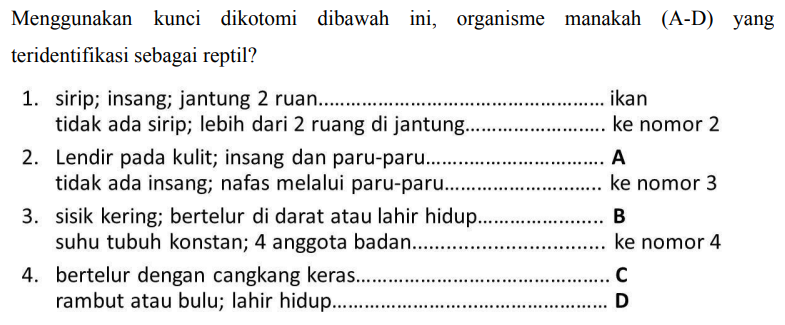 Menggunakan kunci dikotomi dibawah ini, organisme manakah (A-D) yang
teridentifikasi sebagai reptil?
1. sirip; insang; jantung 2 ruan................................................... ikan
tidak ada sirip; lebih dari 2 ruang di jantung......................... ke nomor 2
2. Lendir pada kulit; insang dan paru-paru................................ A
tidak ada insang; nafas melalui paru-paru............................ ke nomor 3
3. sisik kering; bertelur di darat atau lahir hidup....................... B
suhu tubuh konstan; 4 anggota badan.................................. ke nomor 4
4. bertelur dengan cangkang keras............................................. C
rambut atau bulu; lahir hidup................................................. D